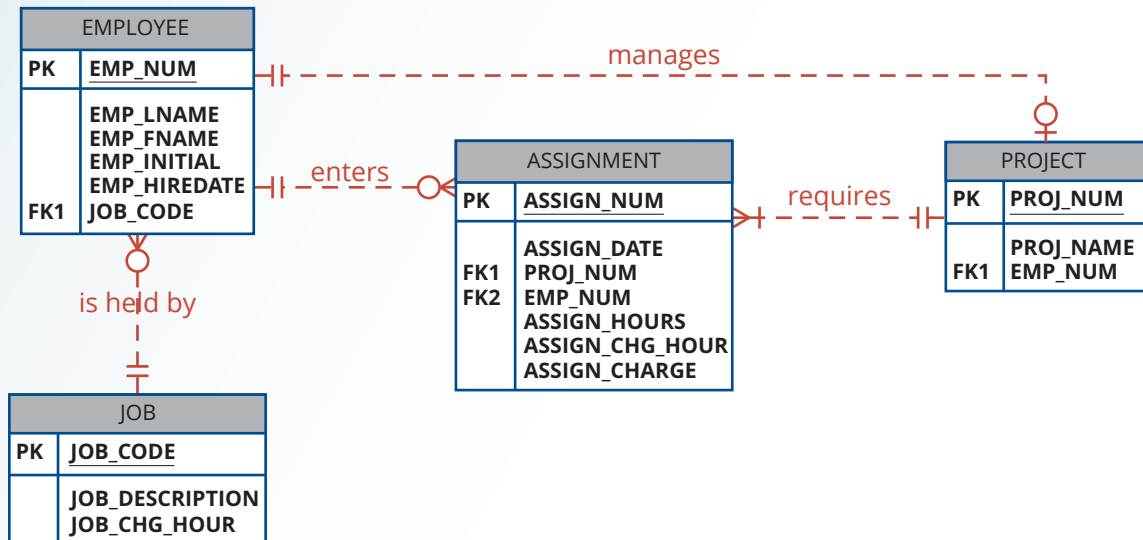 EMPLOYEE
PK EMP_NUM
EMP_LNAME
EMP_FNAME
EMP_INITIAL
EMP_HIREDATE
FK1 JOB_CODE
manages
enters
ASSIGNMENT
PK ASSIGN_NUM
ASSIGN_DATE
FK1 PROJ_NUM
FK2 EMP_NUM
ASSIGN_HOURS
ASSIGN_CHG_HOUR
ASSIGN_CHARGE
requires
PROJECT
PK PROJ_NUM
PROJ_NAME
FK1 EMP_NUM
is held by
JOB
PK JOB_CODE
JOB_DESCRIPTION
JOB_CHG_HOUR